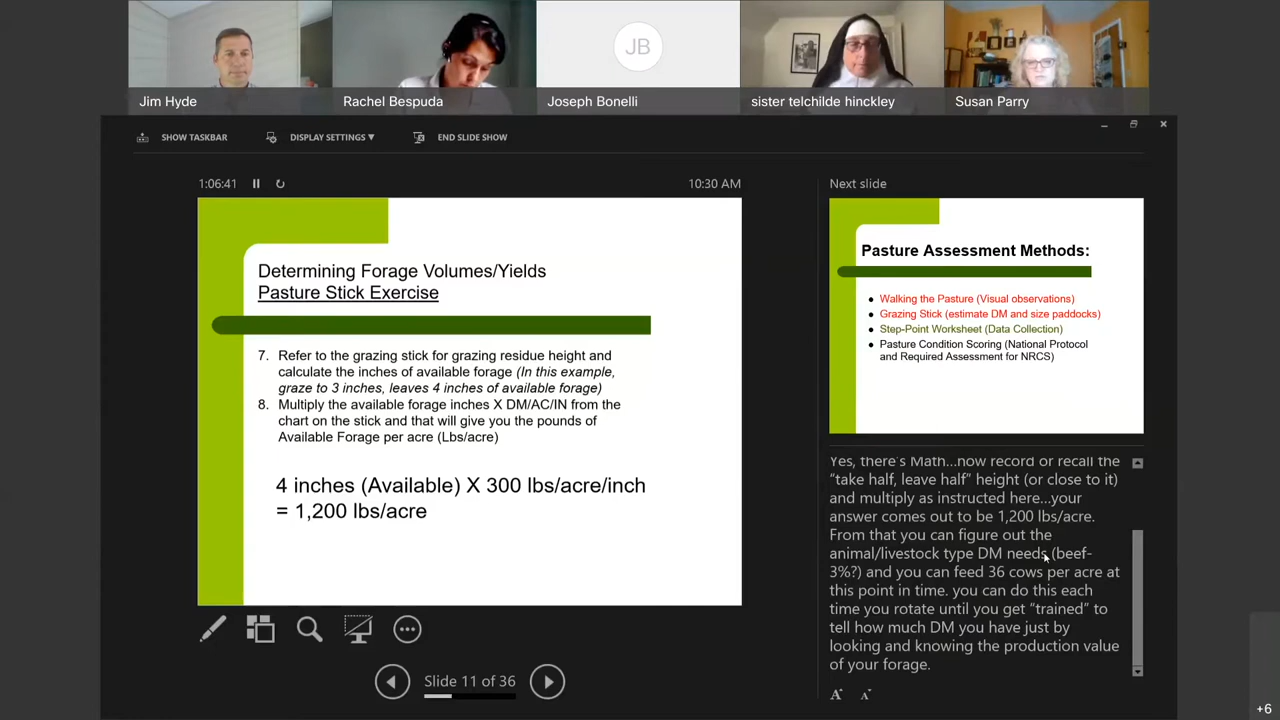 JB
Jim Hyde
Rachel Bespuda
Joseph Bonelli
sister telchilde hinckley
Susan Parry
SHOW TASKBAR
DISPLAY SETTINGS ▼
END SLIDE SHOW
1:06:41
10:30 AM
Determining Forage Volumes/Yields
Pasture Stick Exercise
7. Refer to the grazing stick for grazing residue height and
calculate the inches of available forage (In this example,
graze to 3 inches, leaves 4 inches of available forage)
8. Multiply the available forage inches X DM/AC/IN from the
chart on the stick and that will give you the pounds of
Available Forage per acre (Lbs/acre)
4 inches (Available) X 300 lbs/acre/inch
= 1,200 lbs/acre
Slide 11 of 36
Next slide
Pasture Assessment Methods:
• Walking the Pasture (Visual observations)
• Grazing Stick (estimate DM and size paddocks)
• Step-Point Worksheet (Data Collection)
• Pasture Condition Scoring (National Protocol
and Required Assessment for NRCS)
Yes, there's Math...now record or recall the
"take half, leave half" height (or close to it)
and multiply as instructed here...your
answer comes out to be 1,200 lbs/acre.
From that you can figure out the
animal/livestock type DM needs (beef-
3%?) and you can feed 36 cows per acre at
this point in time. you can do this each
time you rotate until you get "trained" to
tell how much DM you have just by
looking and knowing the production value
of your forage.
A A
+6